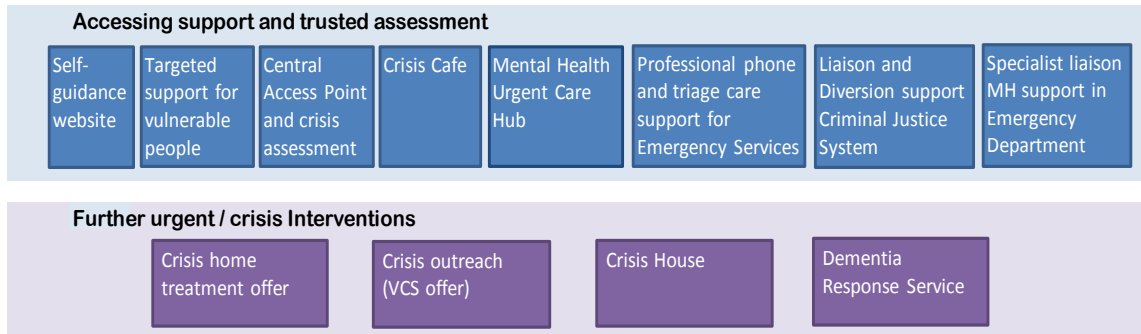 Accessing support and trusted assessment
Self-
guidance
website
Targeted
support for
vulnerable
people
Central
Access Point
and crisis
assessment
Crisis Cafe
Mental Health
Urgent Care
Hub
Professional phone
and triage care
support for
Emergency Services
Liaison and
Diversion support
Criminal Justice
System
Specialist liaison
MH support in
Emergency
Department
Further urgent / crisis Interventions
Crisis home
treatment offer
Crisis outreach
(VCS offer)
Crisis House
Dementia
Response Service